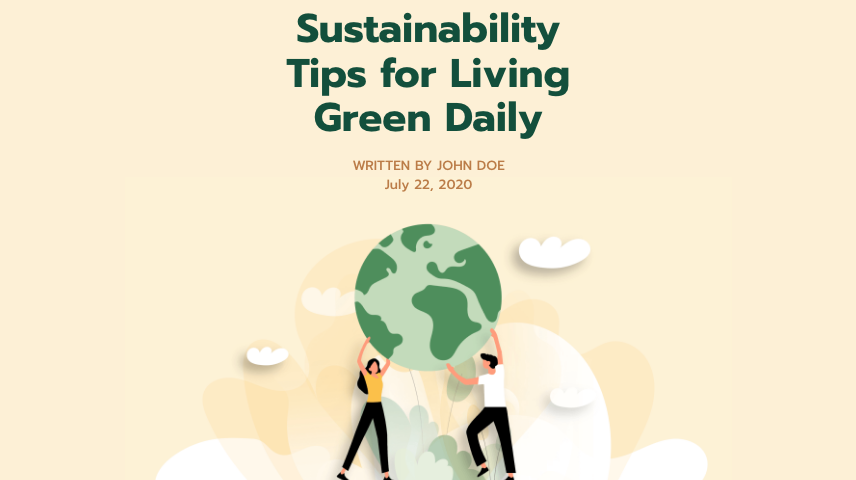 Sustainability
Tips for Living
Green Daily
WRITTEN BY JOHN DOE
July 22, 2020